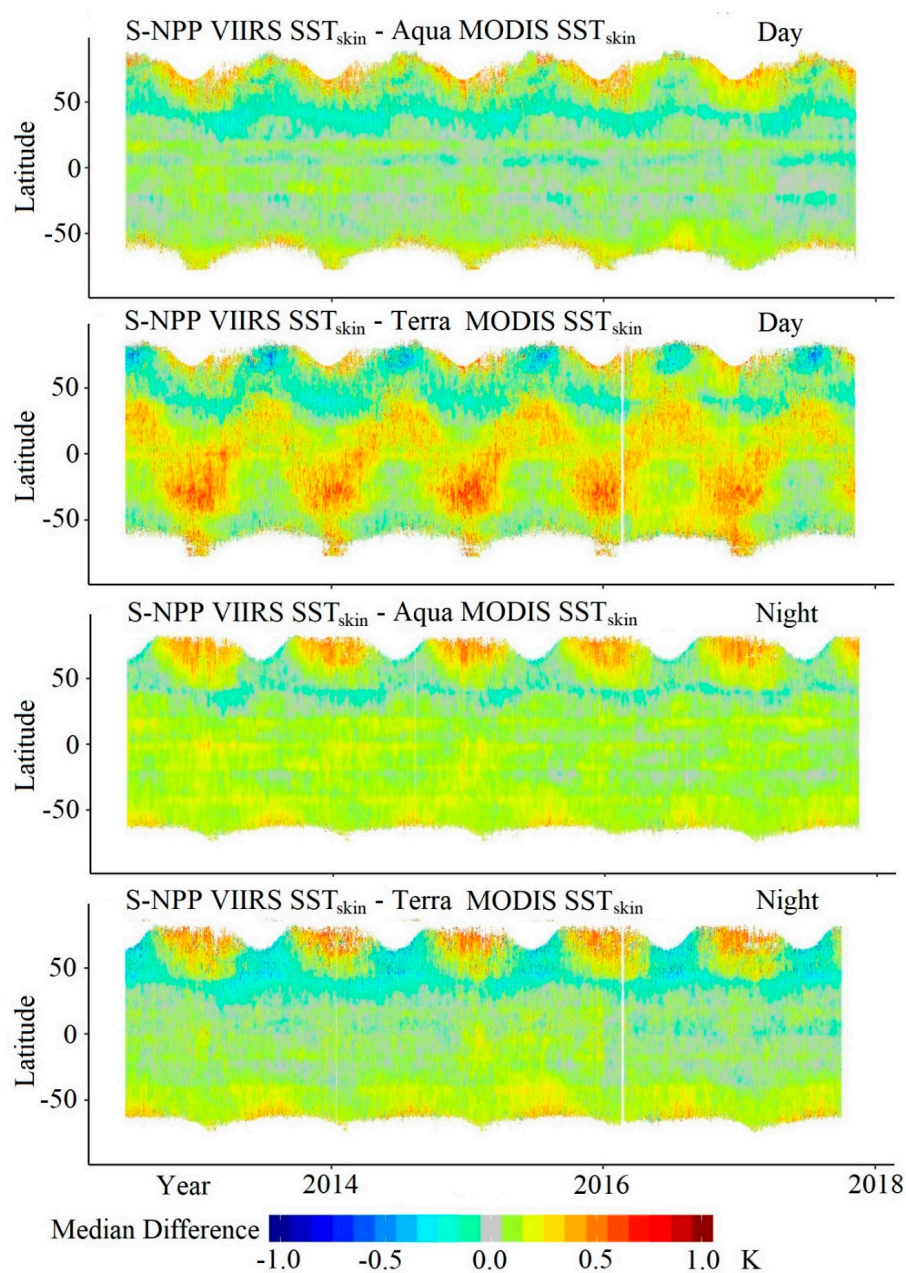 S-NPP VIIRS SSTskin - Aqua MODIS SSTskin Day
50
0
-50
Latitude
S-NPP VIIRS SSTskin - Terra MODIS SSTskin Day
50
0
-50
Latitude
S-NPP VIIRS SSTskin - Aqua MODIS SSTskin Night
50
0
-50
Latitude
S-NPP VIIRS SSTskin - Terra MODIS SSTskin Night
50
0
-50
Latitude
Year 2014 2016 2018
Median Difference
-1.0 -0.5 0.0 0.5 1.0 K